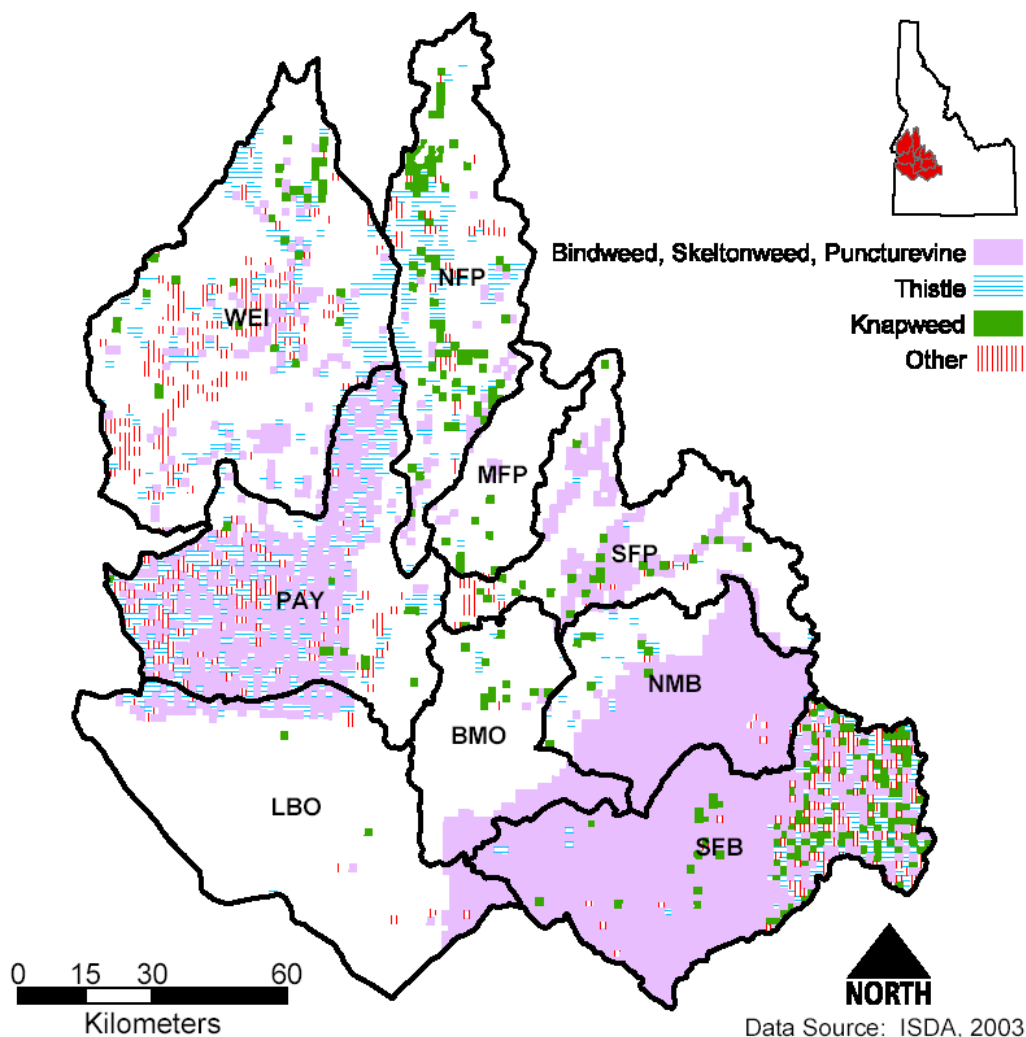 Bindweed, Skeltonweed, Puncturevine
Thistle
Knapweed
Other
NFP
WEI
MFP
SFP
PAY
NMB
BMO
LBO
SFB
0 15 30 60
Kilometers
NORTH
Data Source: ISDA, 2003